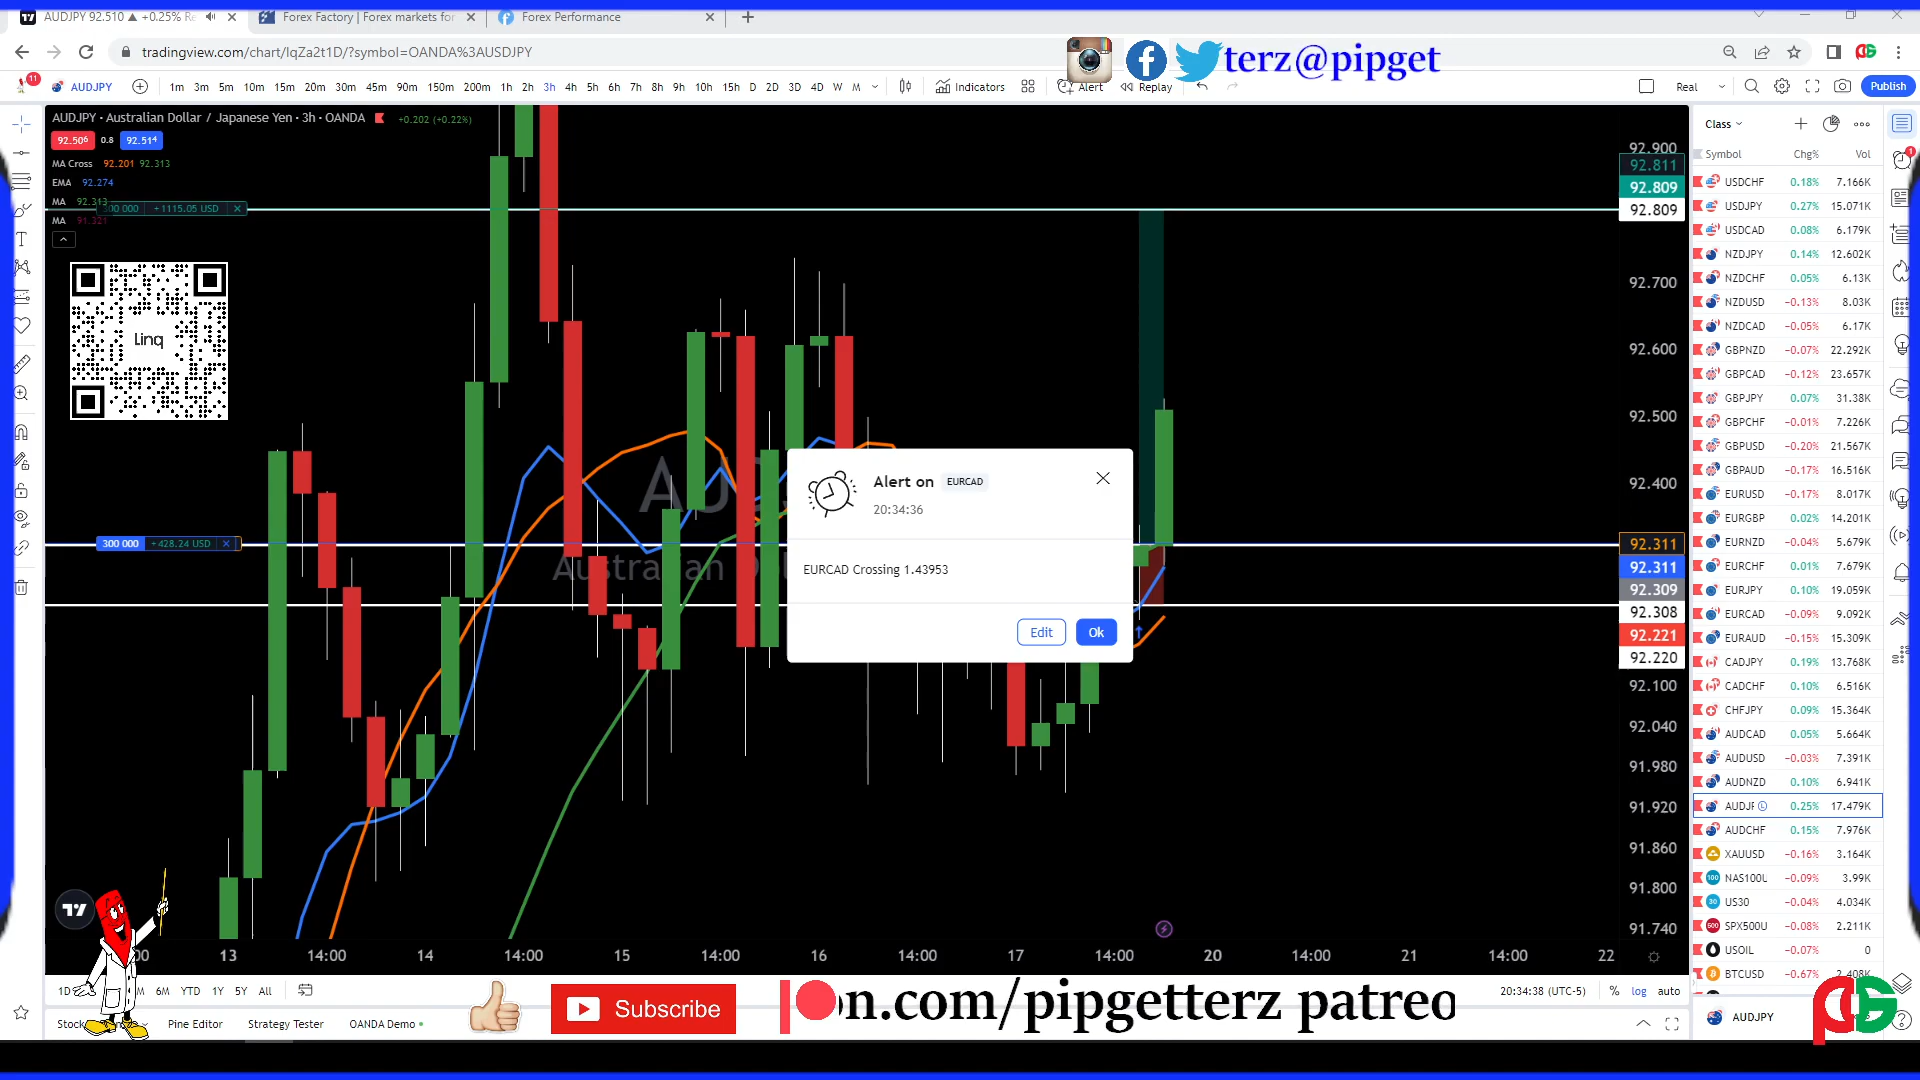 AUDJPY 92.510 ▲ +0.25% Re
Forex Factory | Forex markets for
Forex Performance
tradingview.com/chart/IqZa2t1D/?symbol=OANDA%3AUSDJPY
terz@pipget
11
AUDJPY
1m 3m 5m 10m 15m 20m 30m 45m 90m 150m 200m 1h 2h 3h 4h 5h 6h 7h 8h 9h 10h 15h D 2D 3D 4D W M
Indicators
Alert
Replay
Real
Publish
AUDJPY · Australian Dollar / Japanese Yen · 3h · OANDA +0.202 (+0.22%)
92.506 0.8 92.514
MA Cross 92.201 92.313
EMA 92.274
MA 92.313
MA 91.321
300 000 +1115.05 USD
Linq
300 000 +428.24 USD
Alert on EURCAD
20:34:36
EURCAD Crossing 1.43953
Edit
Ok
92.900
92.811
92.809
92.809
92.700
92.600
92.500
92.400
92.311
92.311
92.309
92.308
92.221
92.220
92.100
92.040
91.980
91.920
91.860
91.800
91.740
13 14:00 14 14:00 15 14:00 16 14:00 17 14:00 20 14:00 21 14:00 22
Class
Symbol Chg% Vol
USDCHF 0.18% 7.166K
USDJPY 0.27% 15.071K
USDCAD 0.08% 6.179K
NZDJPY 0.14% 12.602K
NZDCHF 0.05% 6.13K
NZDUSD −0.13% 8.03K
NZDCAD −0.05% 6.17K
GBPNZD −0.07% 22.292K
GBPCAD −0.12% 23.657K
GBPJPY 0.07% 31.38K
GBPCHF −0.01% 7.226K
GBPUSD −0.20% 21.567K
GBPAUD −0.17% 16.516K
EURUSD −0.17% 8.017K
EURGBP 0.02% 14.201K
EURNZD −0.04% 5.679K
EURCHF 0.01% 7.679K
EURJPY 0.10% 19.059K
EURCAD −0.09% 9.092K
EURAUD −0.15% 15.309K
CADJPY 0.19% 13.768K
CADCHF 0.10% 6.516K
CHFJPY 0.09% 15.364K
AUDCAD 0.05% 5.664K
AUDUSD −0.03% 7.391K
AUDNZD 0.10% 6.941K
AUDJF 0.25% 17.479K
AUDCHF 0.15% 7.976K
XAUUSD −0.16% 3.164K
NAS100U −0.09% 3.99K
US30 −0.04% 4.034K
SPX500U −0.08% 2.211K
USOIL −0.07% 0
BTCUSD −0.67% 2.408K
AUDJPY
1D M 6M YTD 1Y 5Y All
20:34:38 (UTC-5) % log auto
Stock
Pine Editor
Strategy Tester
OANDA Demo
Subscribe
on.com/pipgetterz patreo
PG